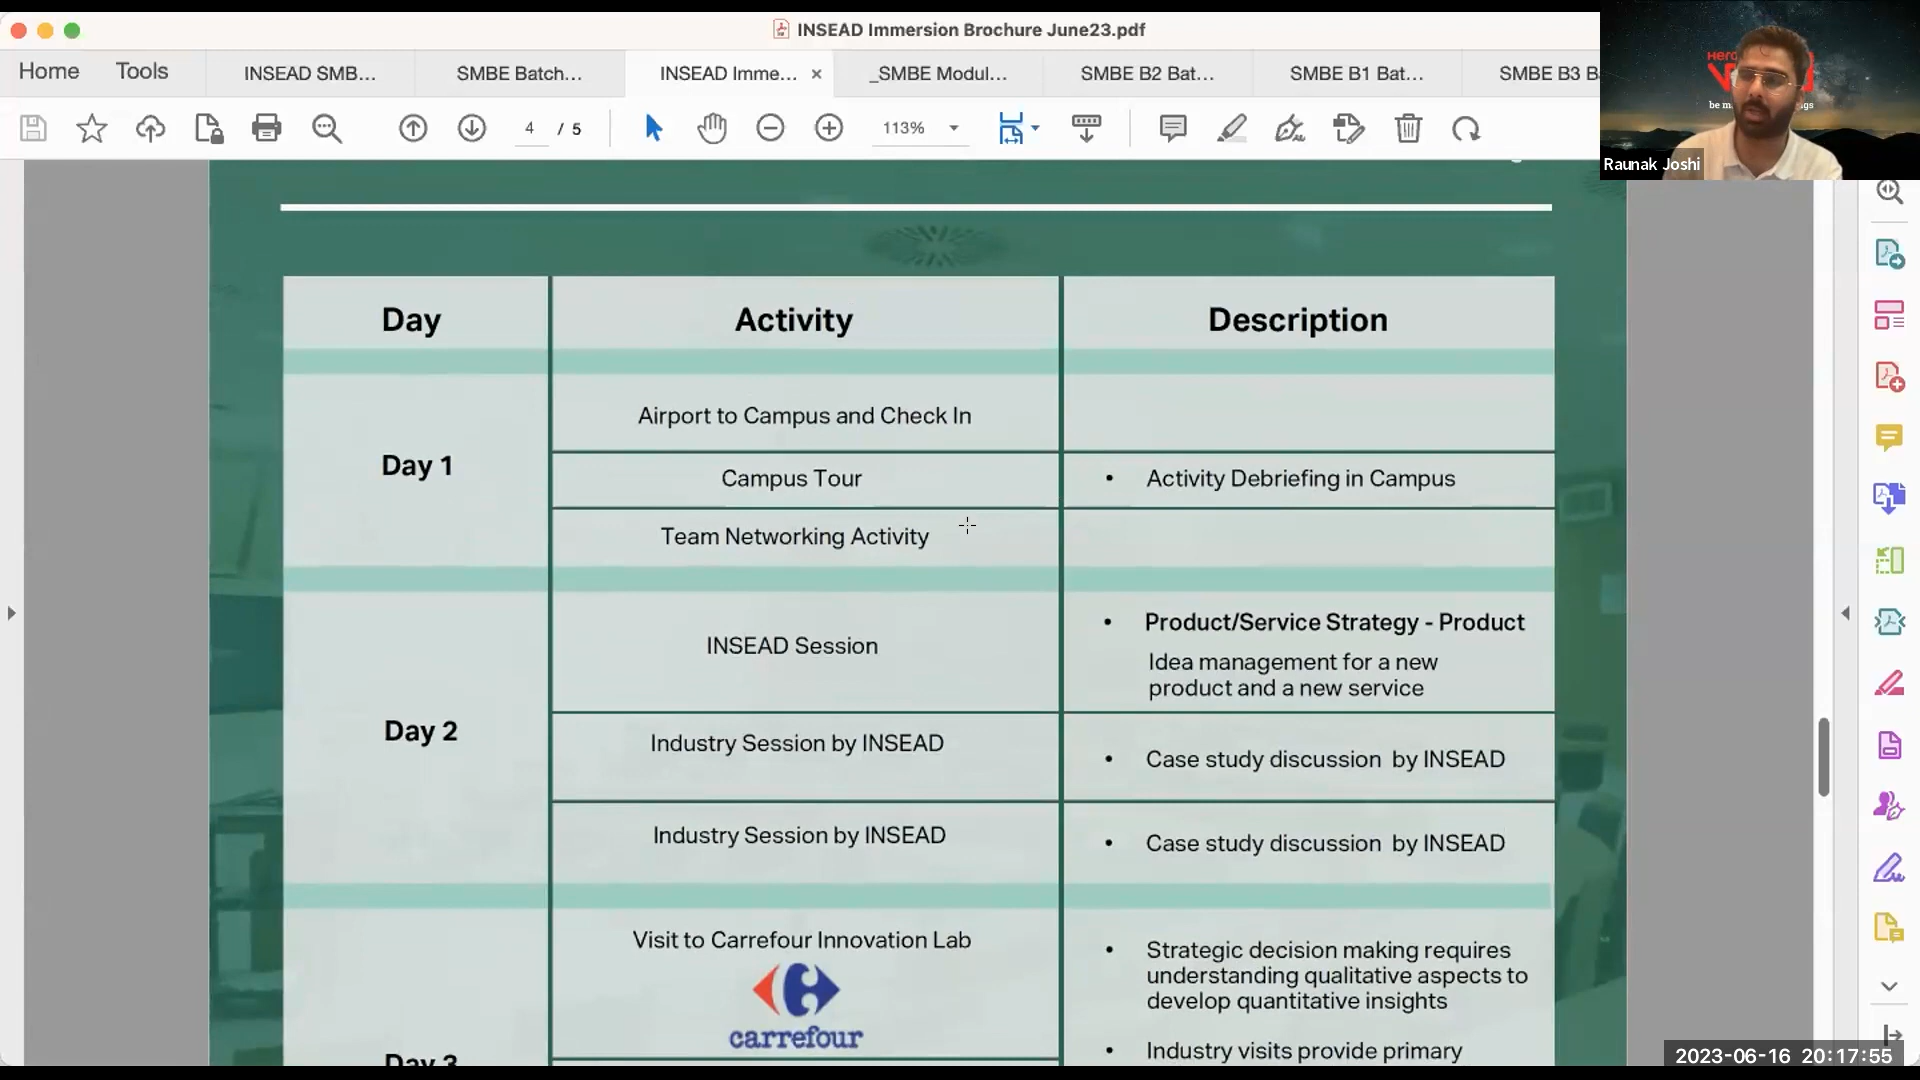 INSEAD Immersion Brochure June23.pdf
Home
Tools
INSEAD SMB...
SMBE Batch...
INSEAD Imme...
_SMBE Modul...
SMBE B2 Bat...
SMBE B1 Bat...
SMBE B3 B
4 / 5
113%
Raunak Joshi
Day
Activity
Description
Day 1
Airport to Campus and Check In
Campus Tour
• Activity Debriefing in Campus
Team Networking Activity
Day 2
INSEAD Session
• Product/Service Strategy - Product
Idea management for a new
product and a new service
Industry Session by INSEAD
• Case study discussion by INSEAD
Industry Session by INSEAD
• Case study discussion by INSEAD
Day 3
Visit to Carrefour Innovation Lab
carrefour
• Strategic decision making requires
understanding qualitative aspects to
develop quantitative insights
• Industry visits provide primary
2023-06-16 20:17:55